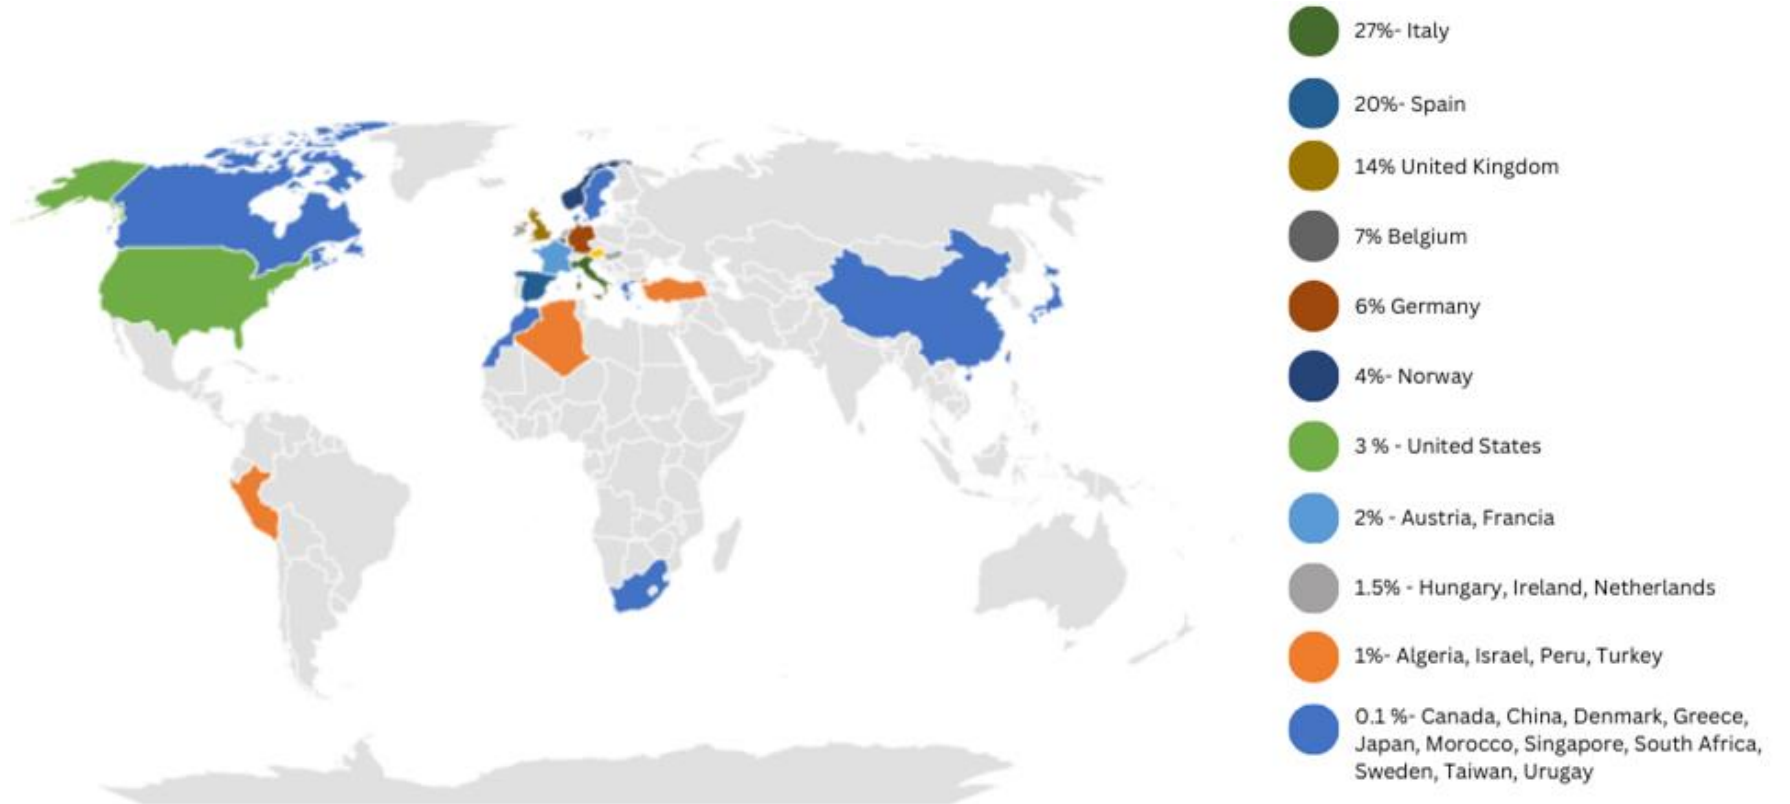 27%- Italy
20%- Spain
14% United Kingdom
7% Belgium
6% Germany
4%- Norway
3 % - United States
2% - Austria, Francia
1.5% - Hungary, Ireland, Netherlands
1%- Algeria, Israel, Peru, Turkey
0.1 %- Canada, China, Denmark, Greece,
Japan, Morocco, Singapore, South Africa,
Sweden, Taiwan, Urugay